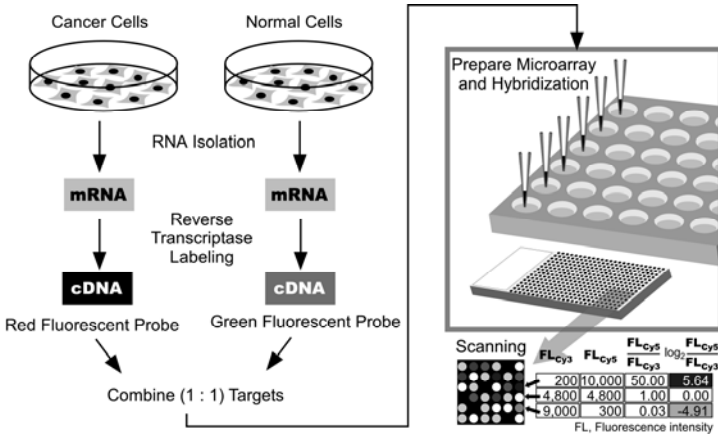 Cancer Cells
Normal Cells
RNA Isolation
mRNA
mRNA
Reverse
Transcriptase
Labeling
cDNA
cDNA
Red Fluorescent Probe
Green Fluorescent Probe
Combine (1 : 1) Targets
Prepare Microarray
and Hybridization
Scanning
FLCy3 FLCy5 FLCy5/FLCy3 log2 FLCy5/FLCy3
200 10,000 50.00 5.64
4,800 4,800 1.00 0.00
9,000 300 0.03 -4.91
FL, Fluorescence intensity